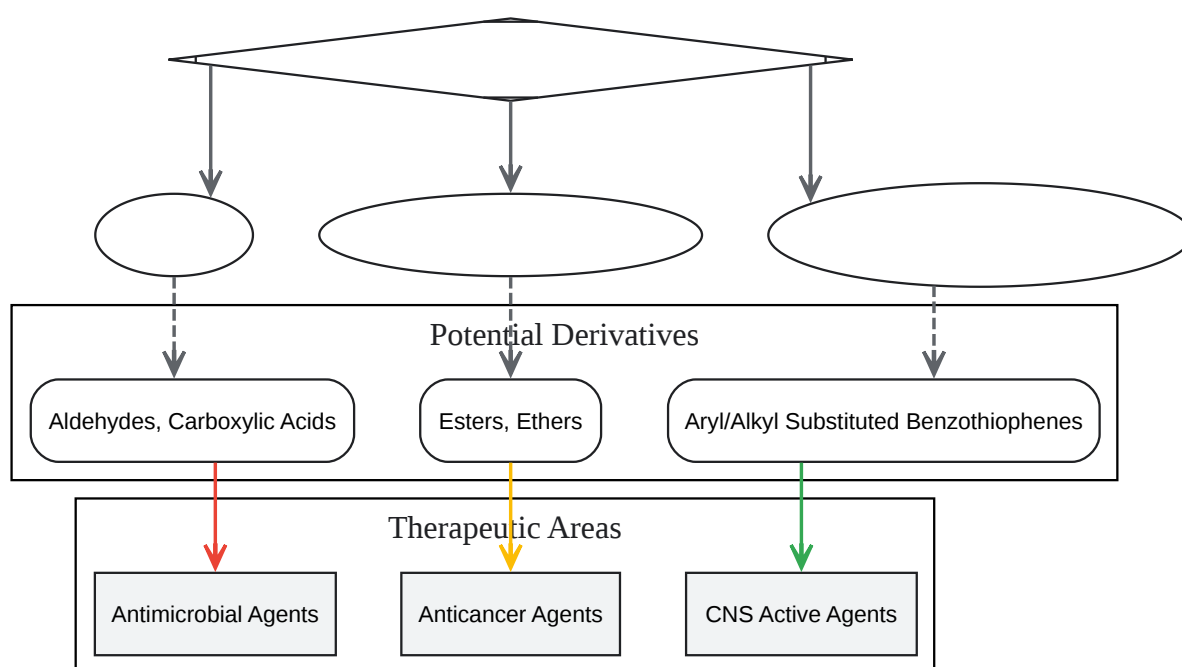 Potential Derivatives
Aldehydes, Carboxylic Acids
Esters, Ethers
Aryl/Alkyl Substituted Benzothiophenes
Therapeutic Areas
Antimicrobial Agents
Anticancer Agents
CNS Active Agents